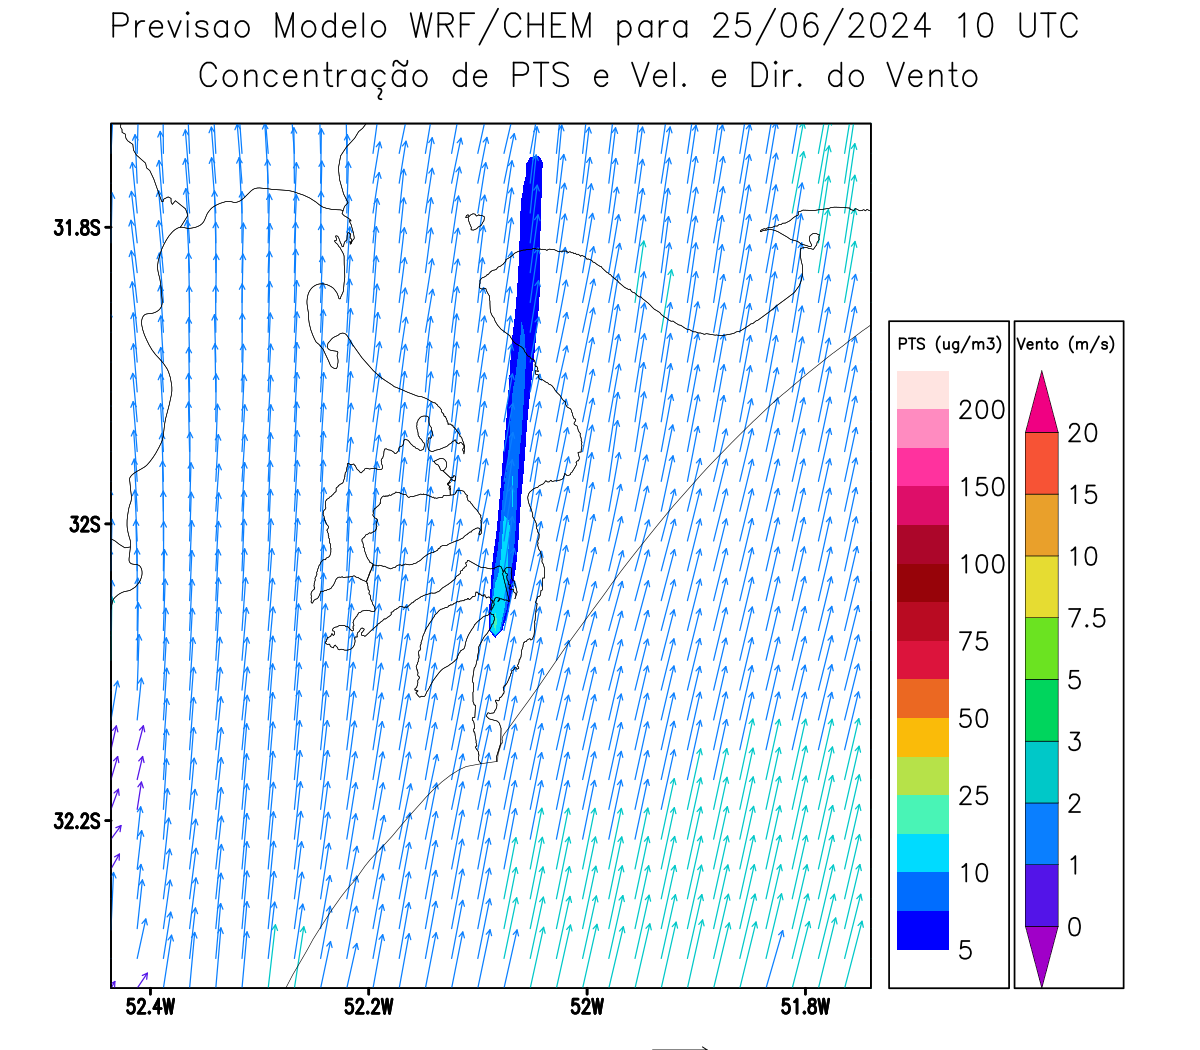 Previsao Modelo WRF/CHEM para 25/06/2024 10 UTC
Concentração de PTS e Vel. e Dir. do Vento
31.8S
32S
32.2S
52.4W
52.2W
52W
51.8W
PTS (ug/m3)
200
150
100
75
50
25
10
5
Vento (m/s)
20
15
10
7.5
5
3
2
1
0